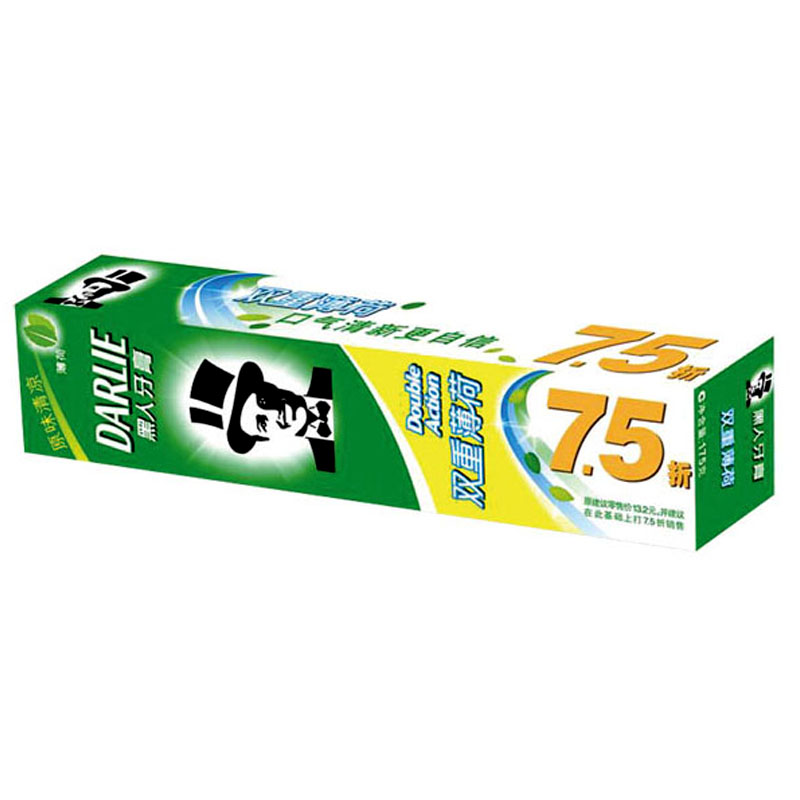 双重薄荷
口气清新更自信
7.5折
原味清凉
薄荷
DARLIE
黑人牙膏
Double
Action
双重薄荷
7.5折
原建议零售价13.2元,并建议
在此基础上打7.5折销售
黑人牙膏
双重薄荷
净含量:175克